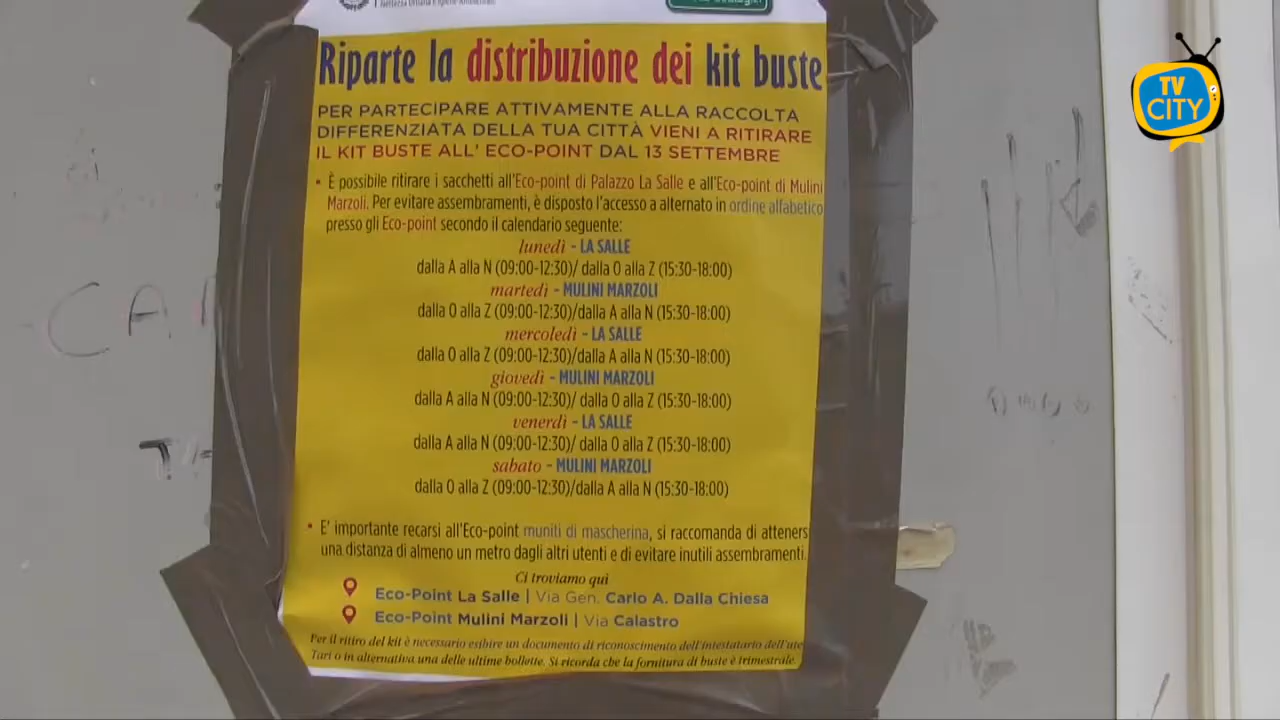 TV
CITY
Riparte la distribuzione dei kit buste
PER PARTECIPARE ATTIVAMENTE ALLA RACCOLTA
DIFFERENZIATA DELLA TUA CITTÀ VIENI A RITIRARE
IL KIT BUSTE ALL' ECO-POINT DAL 13 SETTEMBRE
• È possibile ritirare i sacchetti all'Eco-point di Palazzo La Salle e all'Eco-point di Mulini
Marzoli. Per evitare assembramenti, è disposto l'accesso a alternato in ordine alfabetico
presso gli Eco-point secondo il calendario seguente:
lunedì - LA SALLE
dalla A alla N (09:00-12:30)/ dalla O alla Z (15:30-18:00)
martedì - MULINI MARZOLI
dalla O alla Z (09:00-12:30)/dalla A alla N (15:30-18:00)
mercoledì - LA SALLE
dalla O alla Z (09:00-12:30)/dalla A alla N (15:30-18:00)
giovedì - MULINI MARZOLI
dalla A alla N (09:00-12:30)/ dalla O alla Z (15:30-18:00)
venerdì - LA SALLE
dalla A alla N (09:00-12:30)/ dalla O alla Z (15:30-18:00)
sabato - MULINI MARZOLI
dalla O alla Z (09:00-12:30)/dalla A alla N (15:30-18:00)
• E' importante recarsi all'Eco-point muniti di mascherina, si raccomanda di atteners
una distanza di almeno un metro dagli altri utenti e di evitare inutili assembramenti.
Ci troviamo qui
Eco-Point La Salle | Via Gen. Carlo A. Dalla Chiesa
Eco-Point Mulini Marzoli | Via Calastro
Per il ritiro del kit è necessario esibire un documento di riconoscimento dell'intestatario dell'ute
Tari o in alternativa una delle ultime bollette. Si ricorda che la fornitura di buste è trimestrale.